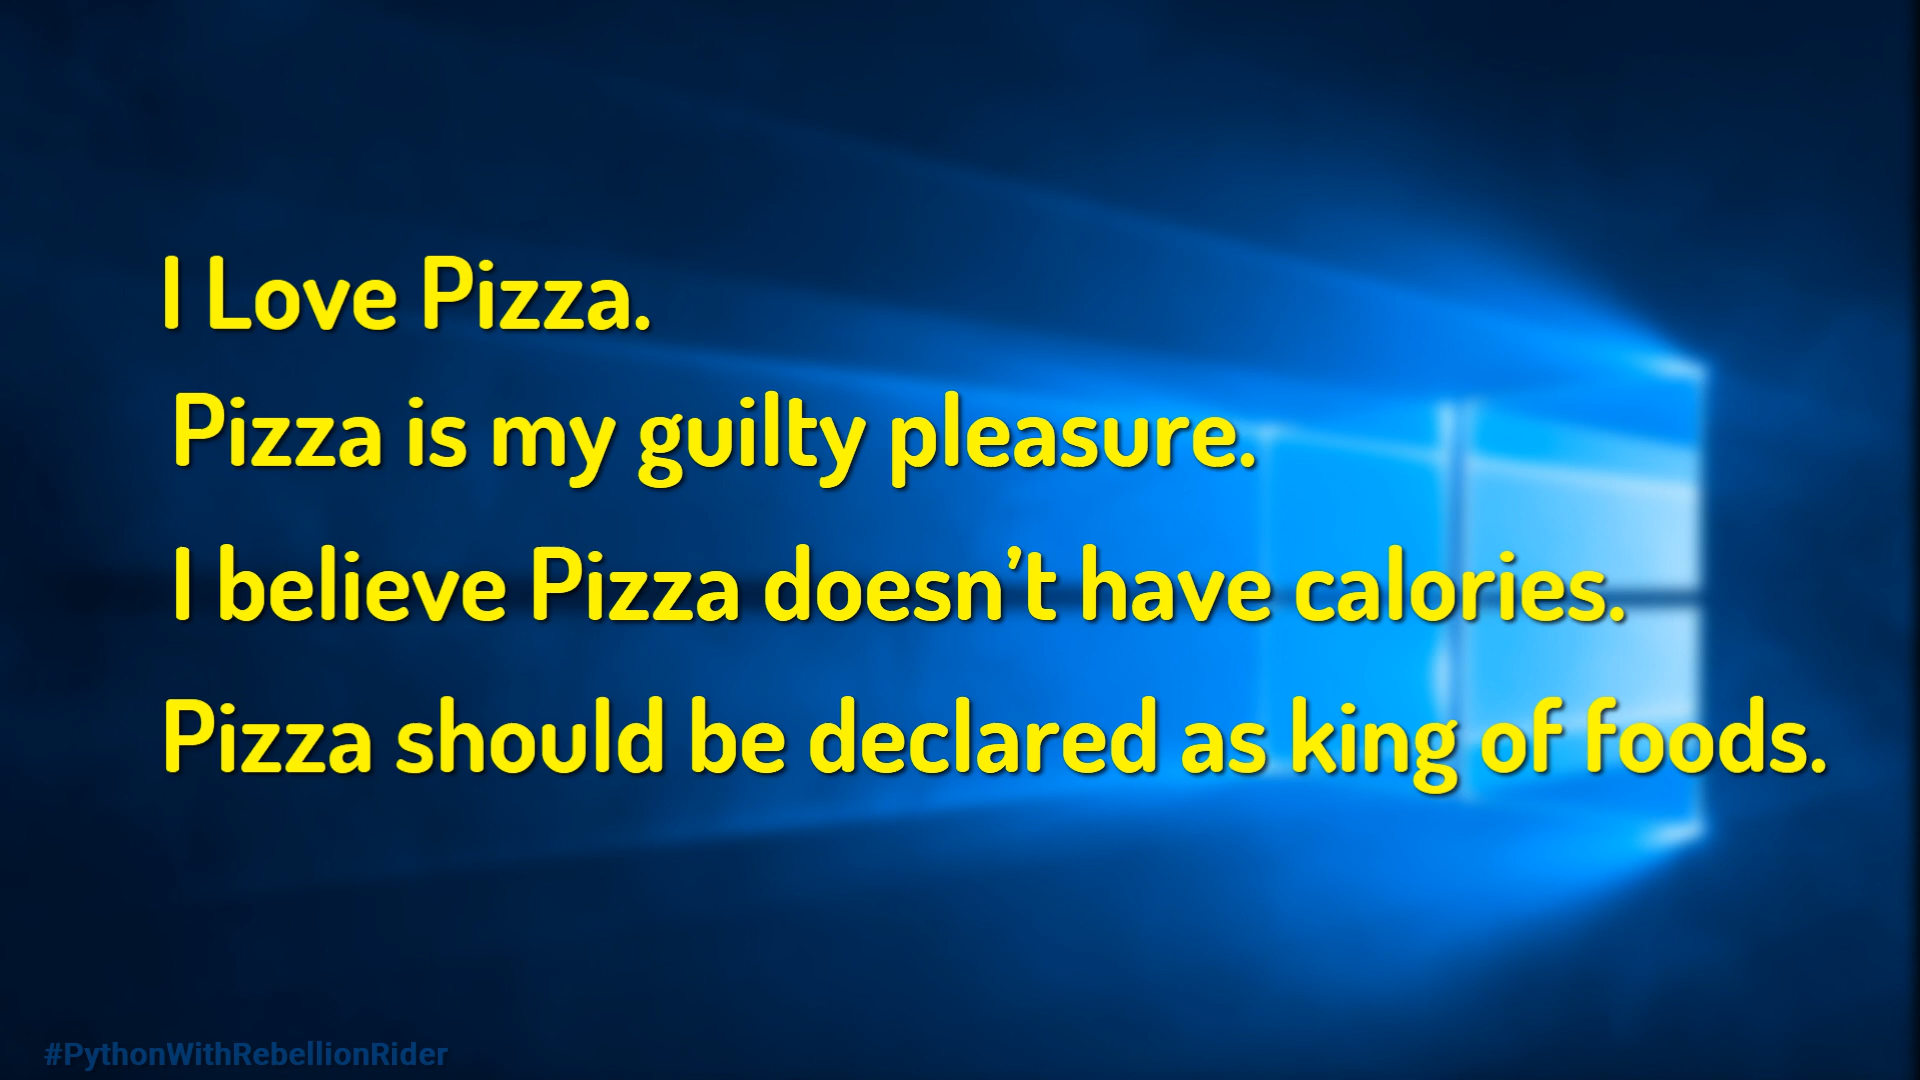 I Love Pizza.
Pizza is my guilty pleasure.
I believe Pizza doesn’t have calories.
Pizza should be declared as king of foods.
#PythonWithRebellionRider